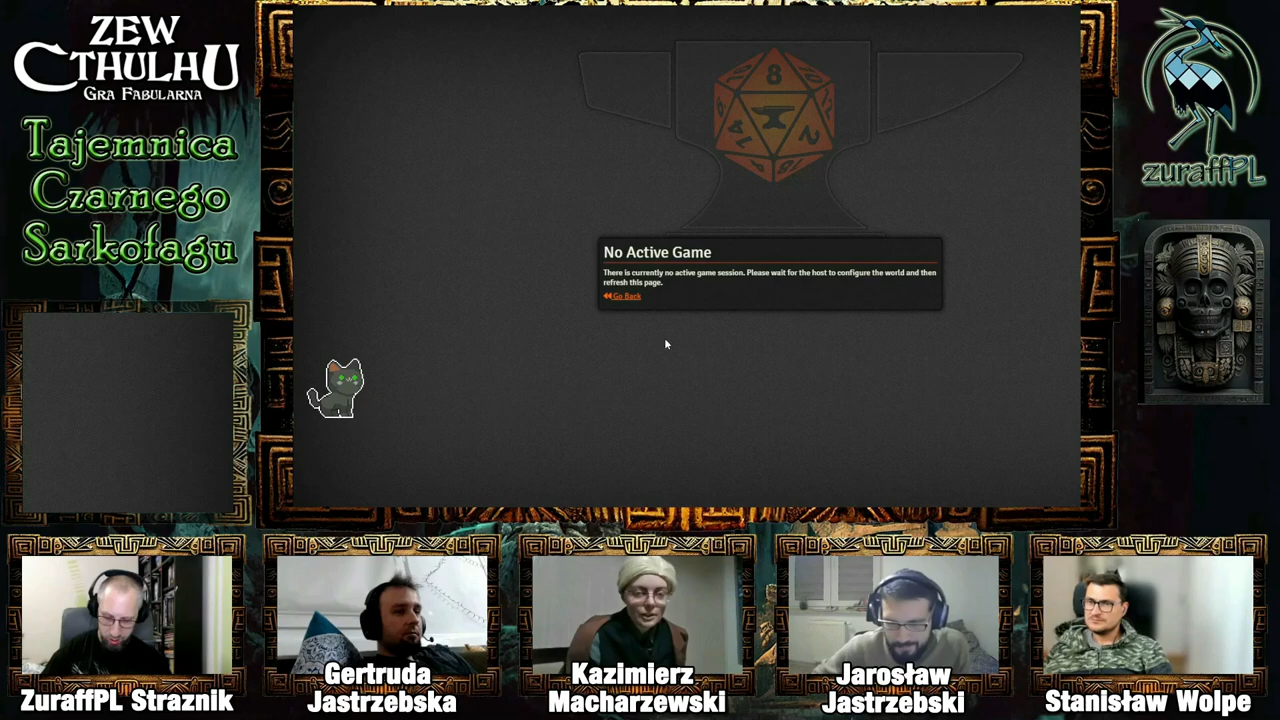 ZEW
CTHULHU
GRA FABULARNA
Tajemnica
Czarnego
Sarkofagu
8
No Active Game
There is currently no active game session. Please wait for the host to configure the world and then
refresh this page.
Go Back
zuraffPL
ZuraffPL Straznik
Gertruda
Jastrzebska
Kazimierz
Macharzewski
Jarosław
Jastrzebski
Stanisław Wolpe